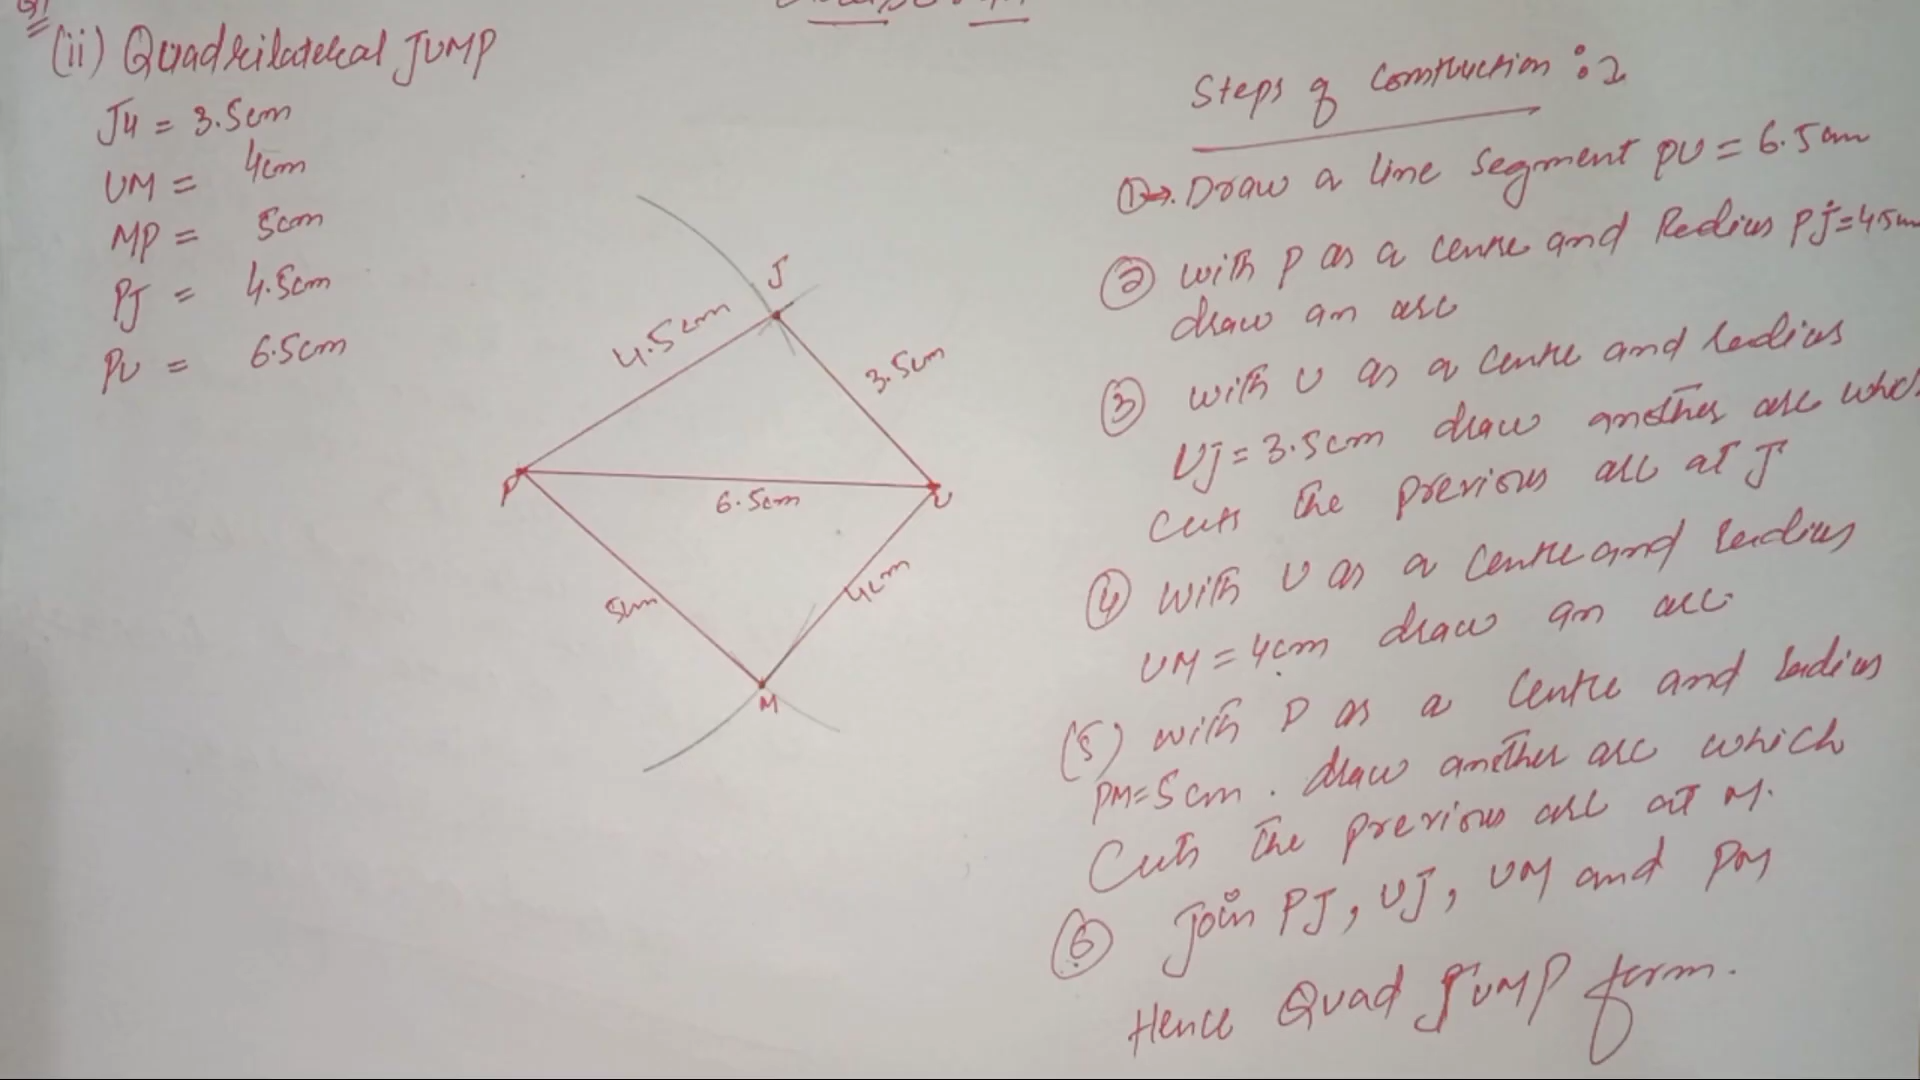 (ii) Quadrilateral JUMP
JU = 3.5cm
UM = 4cm
MP = 5cm
PJ = 4.5cm
PU = 6.5cm
J
4.5cm
3.5cm
P
6.5cm
U
5cm
4cm
M
Steps of Construction :
① Draw a line segment PU = 6.5cm
② with P as a centre and Radius PJ=4.5cm
draw an arc
③ with U as a centre and radius
UJ = 3.5cm draw another arc
Cuts the previous arc at J
④ with U as a centre and radius
UM = 4cm draw an arc.
(5) with P as a centre and radius
PM=5cm. draw another arc which
Cuts the previous arc at M.
⑥ Join PJ, UJ, UM and PM
Hence Quad JUMP form.